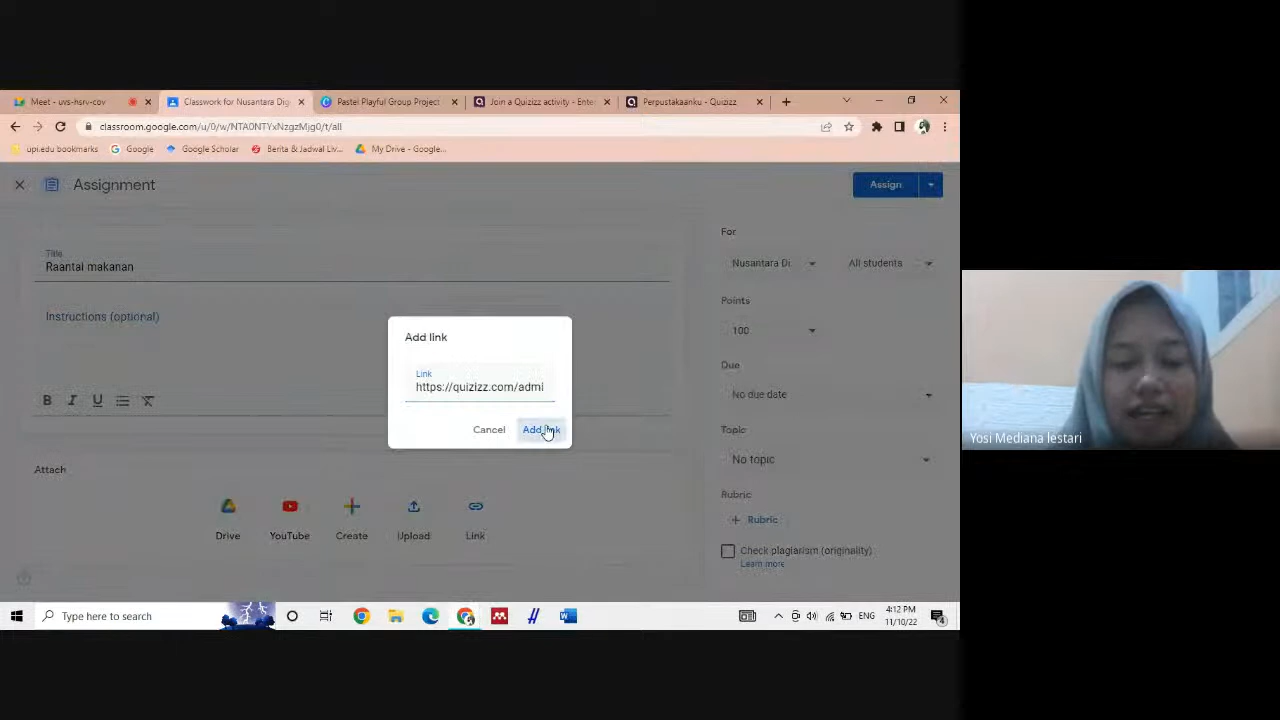 Meet - uvs-hsrv-cov
Classwork for Nusantara Dig
Pastel Playful Group Project
Join a Quizizz activity - Ente
Perpustakaanku - Quizizz
classroom.google.com/u/0/w/NTA0NTYxNzgzMjg0/t/all
upi.edu bookmarks
Google
Google Scholar
Berita & Jadwal Liv...
My Drive - Google...
Assignment
Assign
Title
Raantai makanan
Instructions (optional)
B I U
Add link
Link
https://quizizz.com/admi
Cancel
Add link
Attach
Drive
YouTube
Create
Upload
Link
For
Nusantara Di.
All students
Points
100
Due
No due date
Topic
No topic
Rubric
+ Rubric
Check plagiarism (originality)
Learn more
Yosi Mediana lestari
Type here to search
ENG
4:12 PM
11/10/22
4